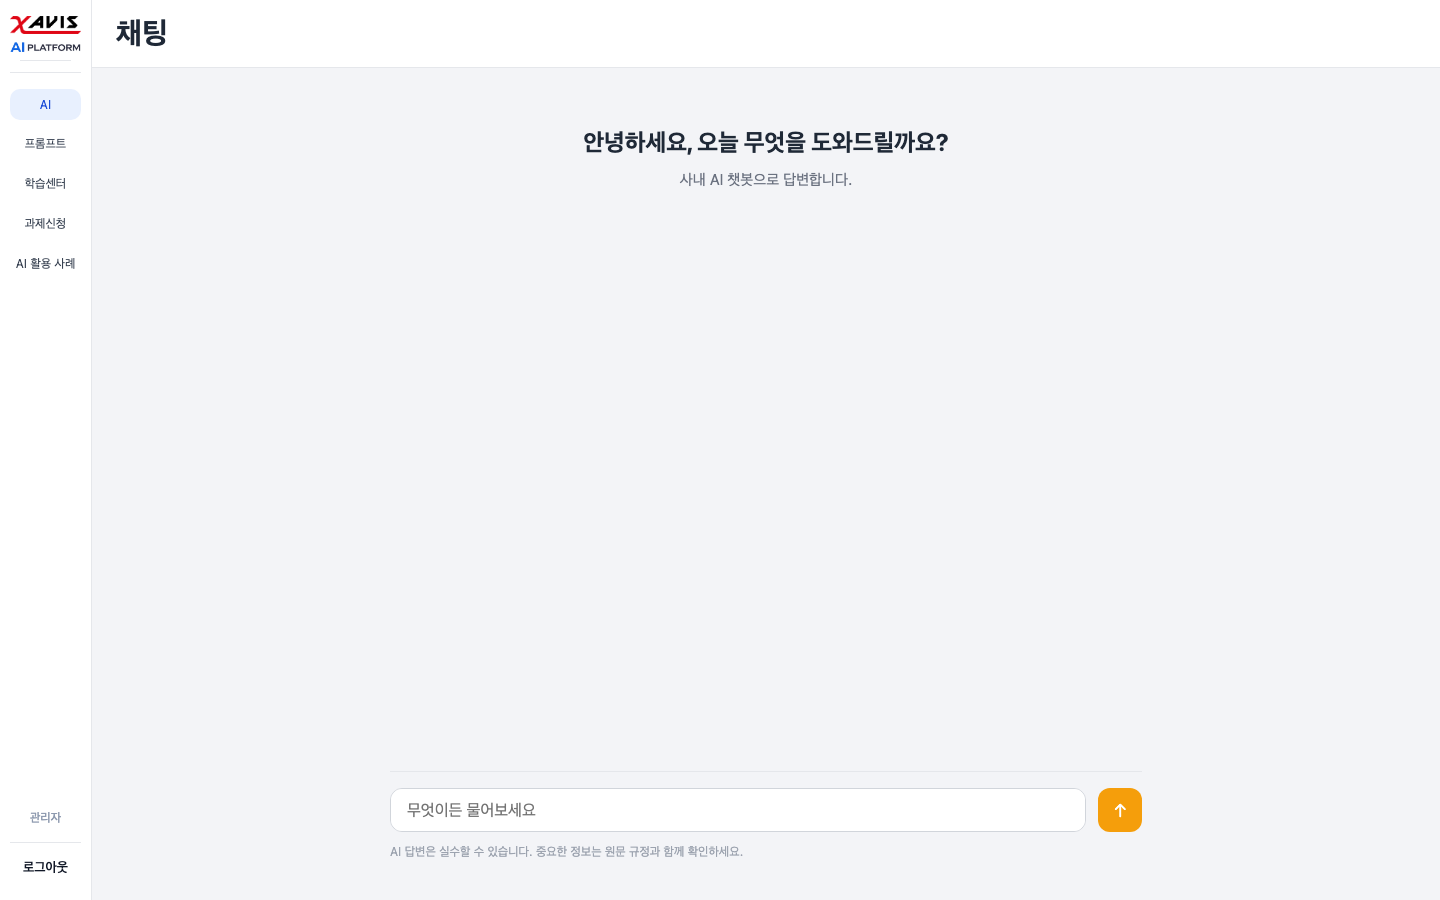 XAVIS
AI PLATFORM
AI
프롬프트
학습센터
과제신청
AI 활용 사례
관리자
로그아웃
채팅
안녕하세요, 오늘 무엇을 도와드릴까요?
사내 AI 챗봇으로 답변합니다.
무엇이든 물어보세요
AI 답변은 실수할 수 있습니다. 중요한 정보는 원문 규정과 함께 확인하세요.